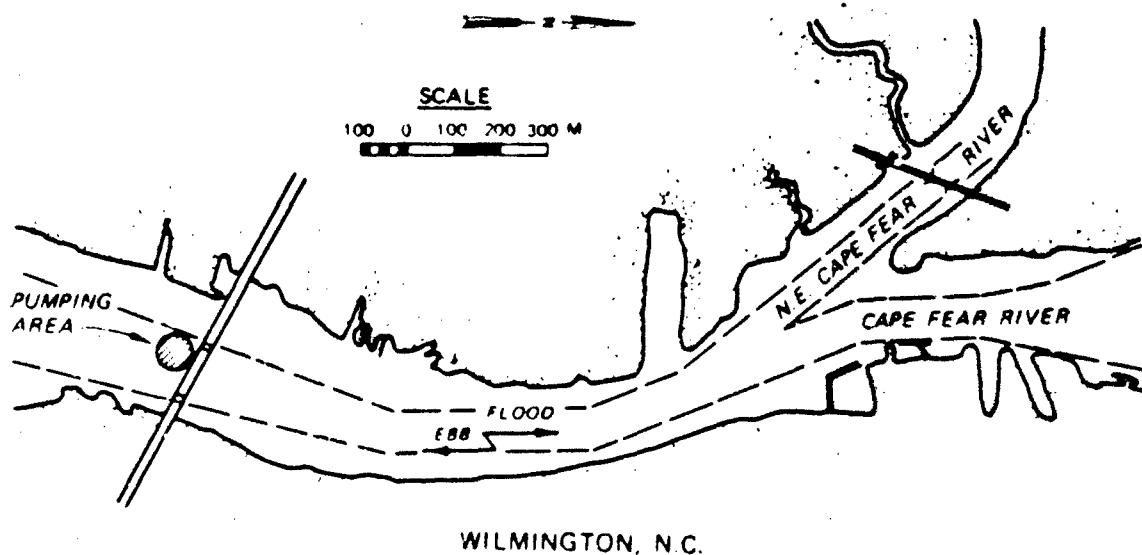 Z
SCALE
100 0 100 200 300 M
RIVER
N.E. CAPE FEAR
PUMPING
AREA
CAPE FEAR RIVER
FLOOD
EBB
WILMINGTON, N.C.